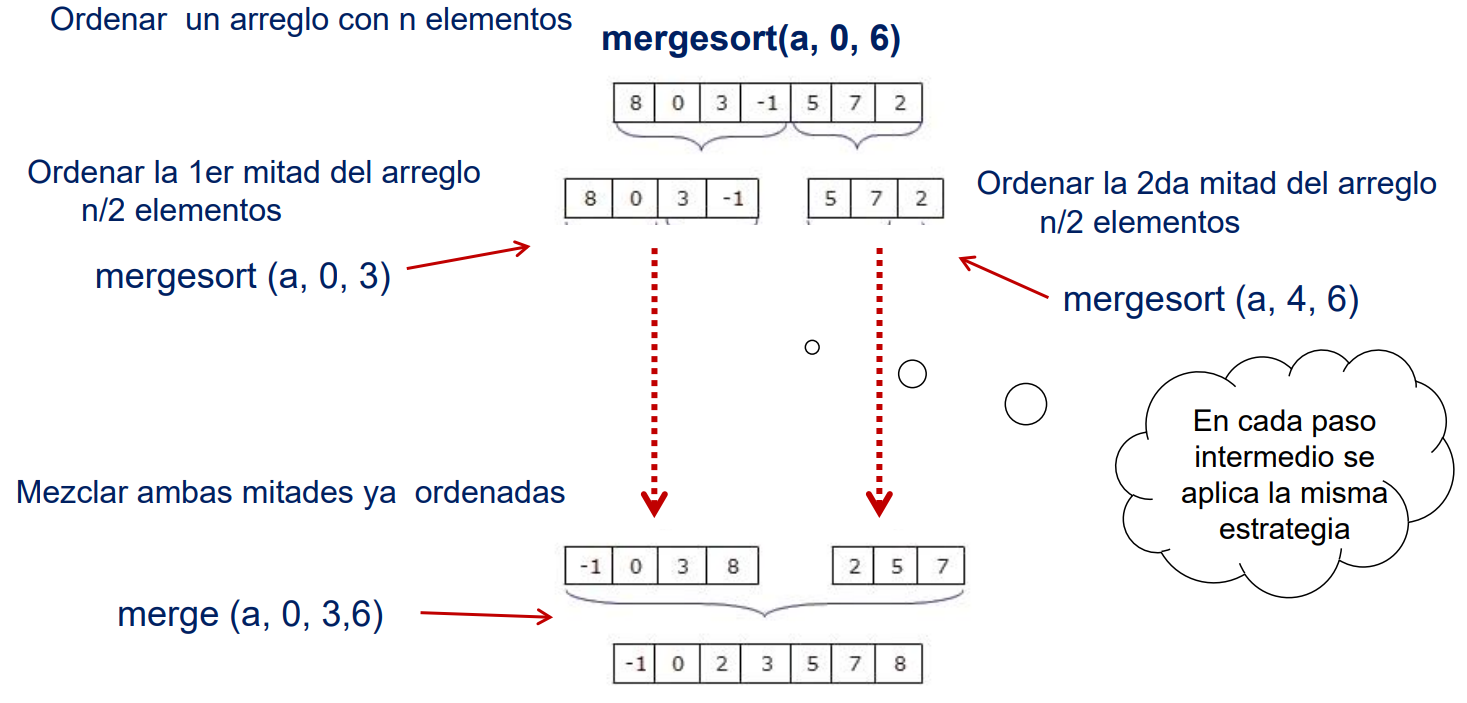 Ordenar un arreglo con n elementos
mergesort(a, 0, 6)
8 0 3 -1 5 7 2
Ordenar la 1er mitad del arreglo
n/2 elementos
8 0 3 -1
5 7 2
Ordenar la 2da mitad del arreglo
n/2 elementos
mergesort (a, 0, 3)
mergesort (a, 4, 6)
En cada paso
intermedio se
aplica la misma
estrategia
Mezclar ambas mitades ya ordenadas
-1 0 3 8
2 5 7
merge (a, 0, 3,6)
-1 0 2 3 5 7 8